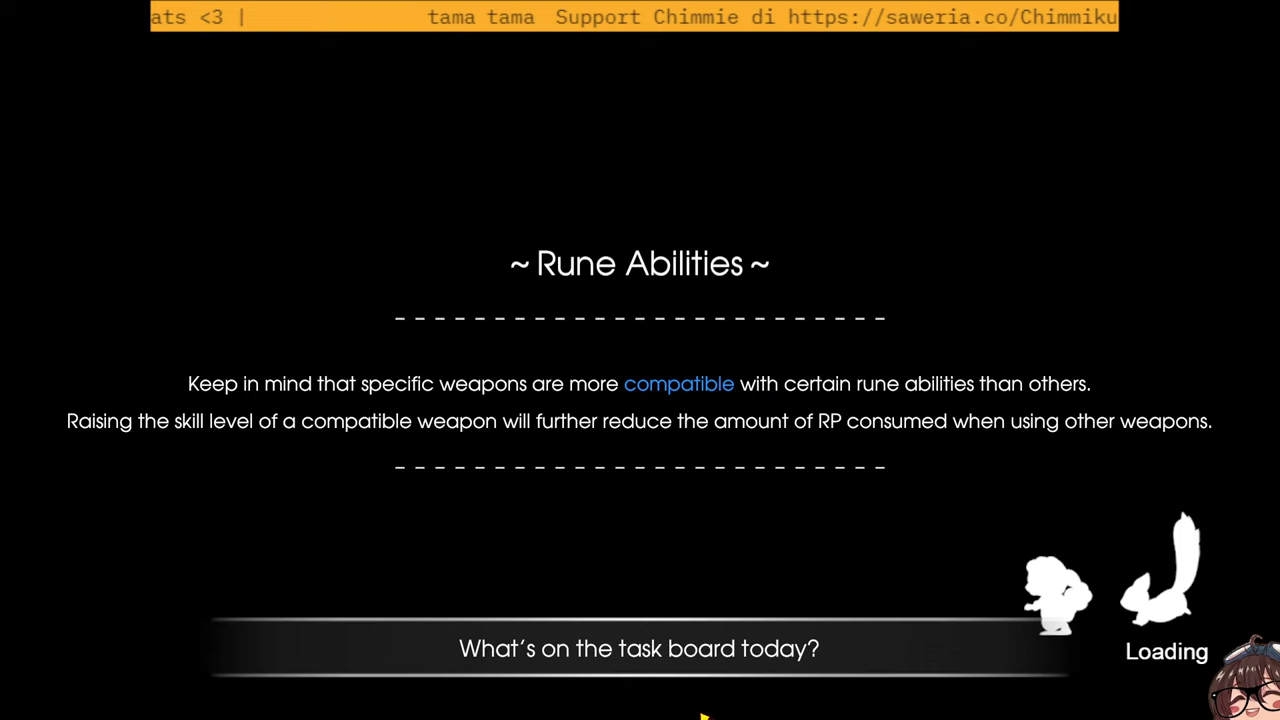 ats <3 | tama tama Support Chimmie di https://saweria.co/Chimmiku
~ Rune Abilities ~
Keep in mind that specific weapons are more compatible with certain rune abilities than others.
Raising the skill level of a compatible weapon will further reduce the amount of RP consumed when using other weapons.
What's on the task board today?
Loading